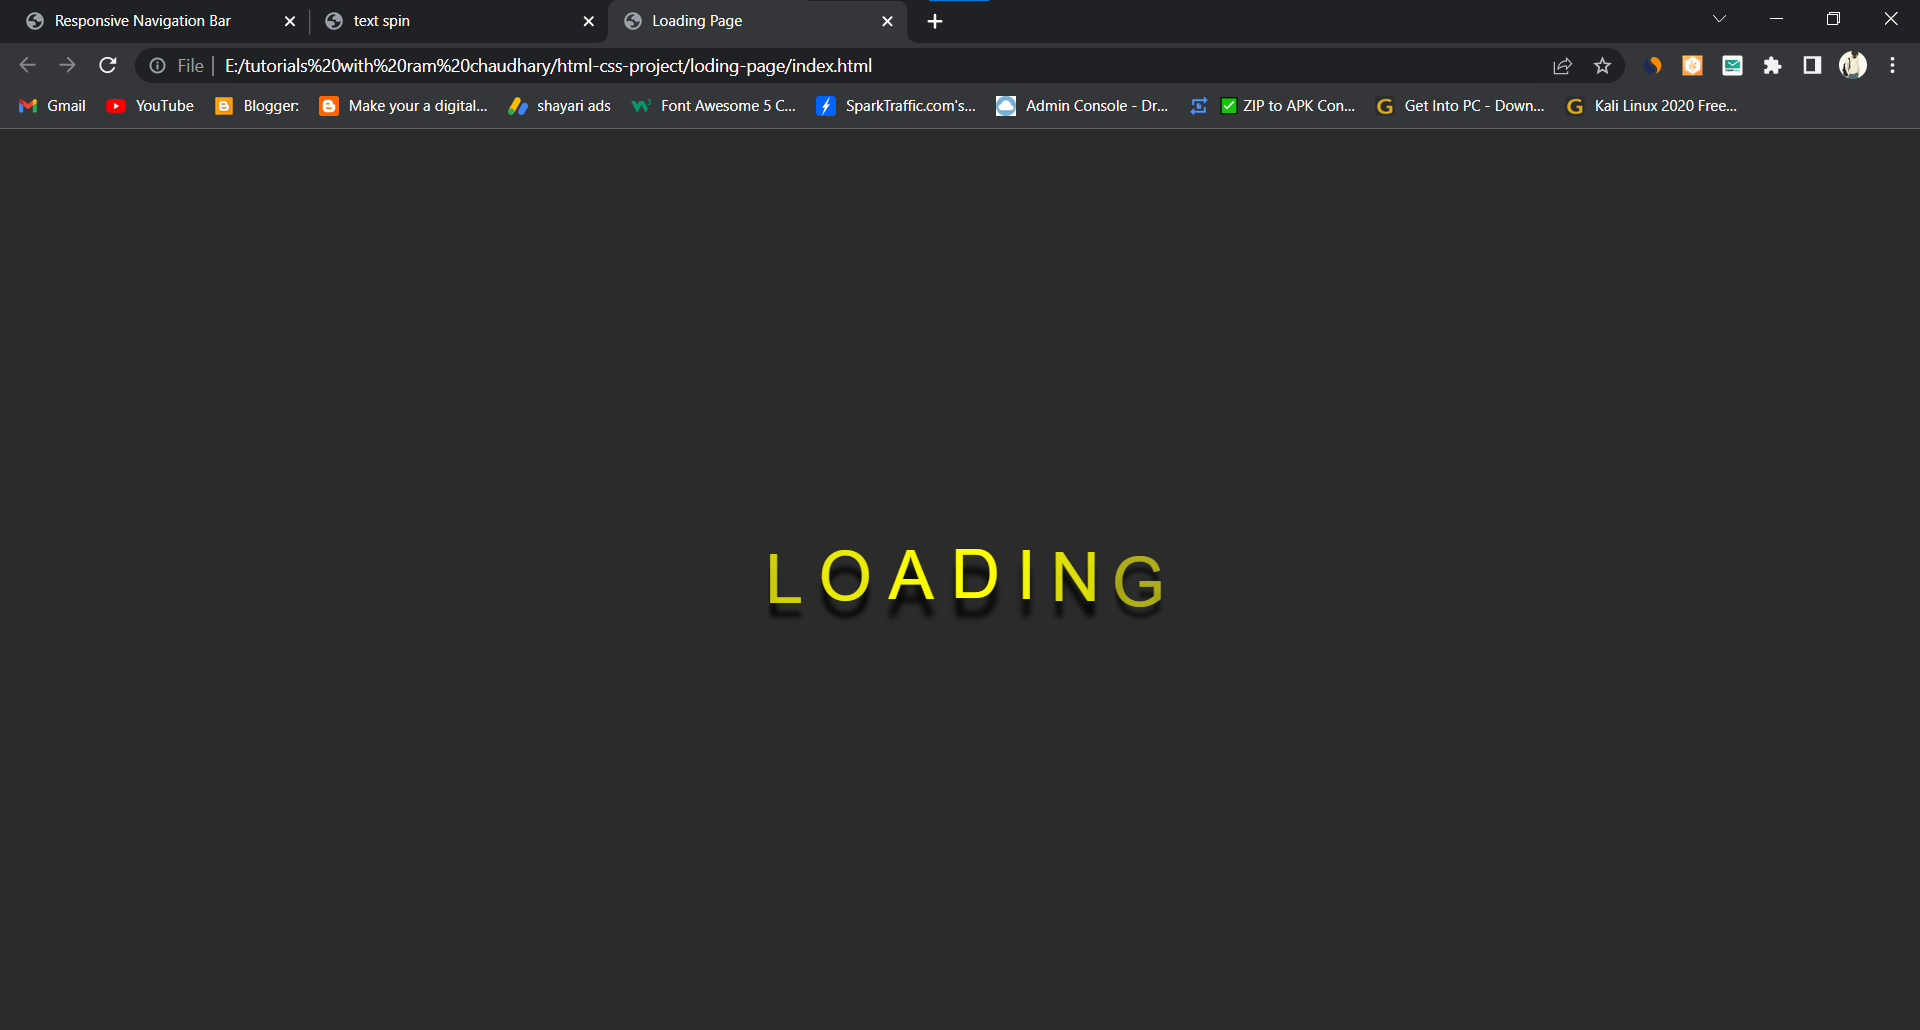 Responsive Navigation Bar
text spin
Loading Page
File E:/tutorials%20with%20ram%20chaudhary/html-css-project/loding-page/index.html
Gmail YouTube Blogger: Make your a digital... shayari ads Font Awesome 5 C... SparkTraffic.com's... Admin Console - Dr... ZIP to APK Con... Get Into PC - Down... Kali Linux 2020 Free...
LOADING